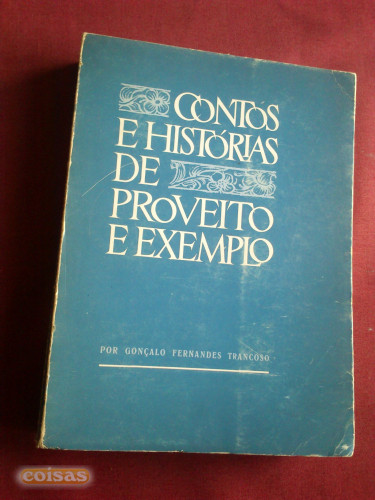 CONTOS
E HISTÓRIAS
DE
PROVEITO
E EXEMPLO
POR GONÇALO FERNANDES TRANCOSO
coisas